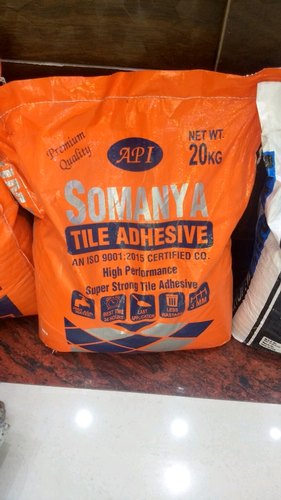 Premium
Quality
API
NET WT.
20KG
SOMANYA
TILE ADHESIVE
AN ISO 9001:2015 CERTIFIED CO.
High Performance
Super Strong Tile Adhesive
LESS